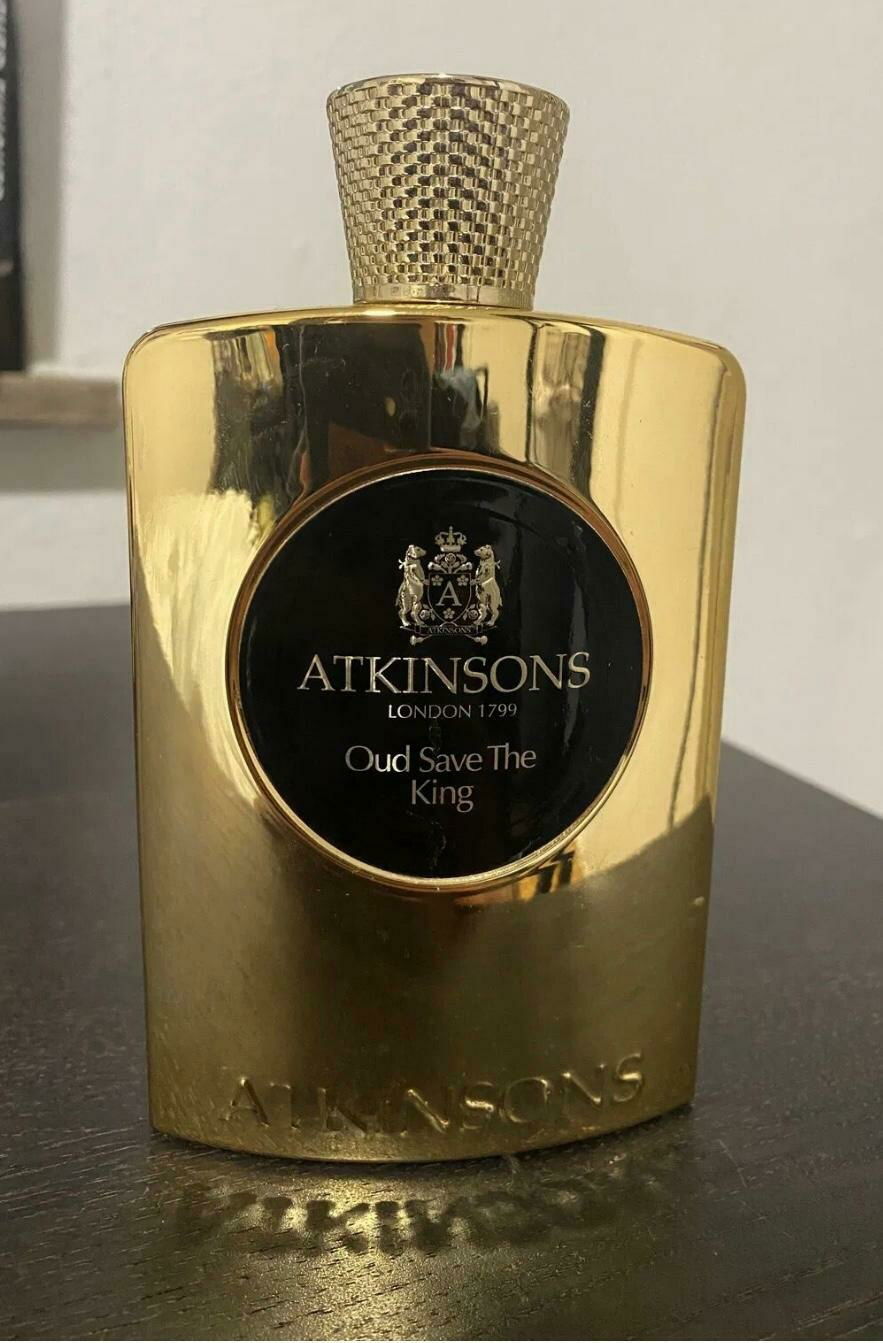 A
ATKINSONS
ATKINSONS
LONDON 1799
Oud Save The
King
ATKINSONS